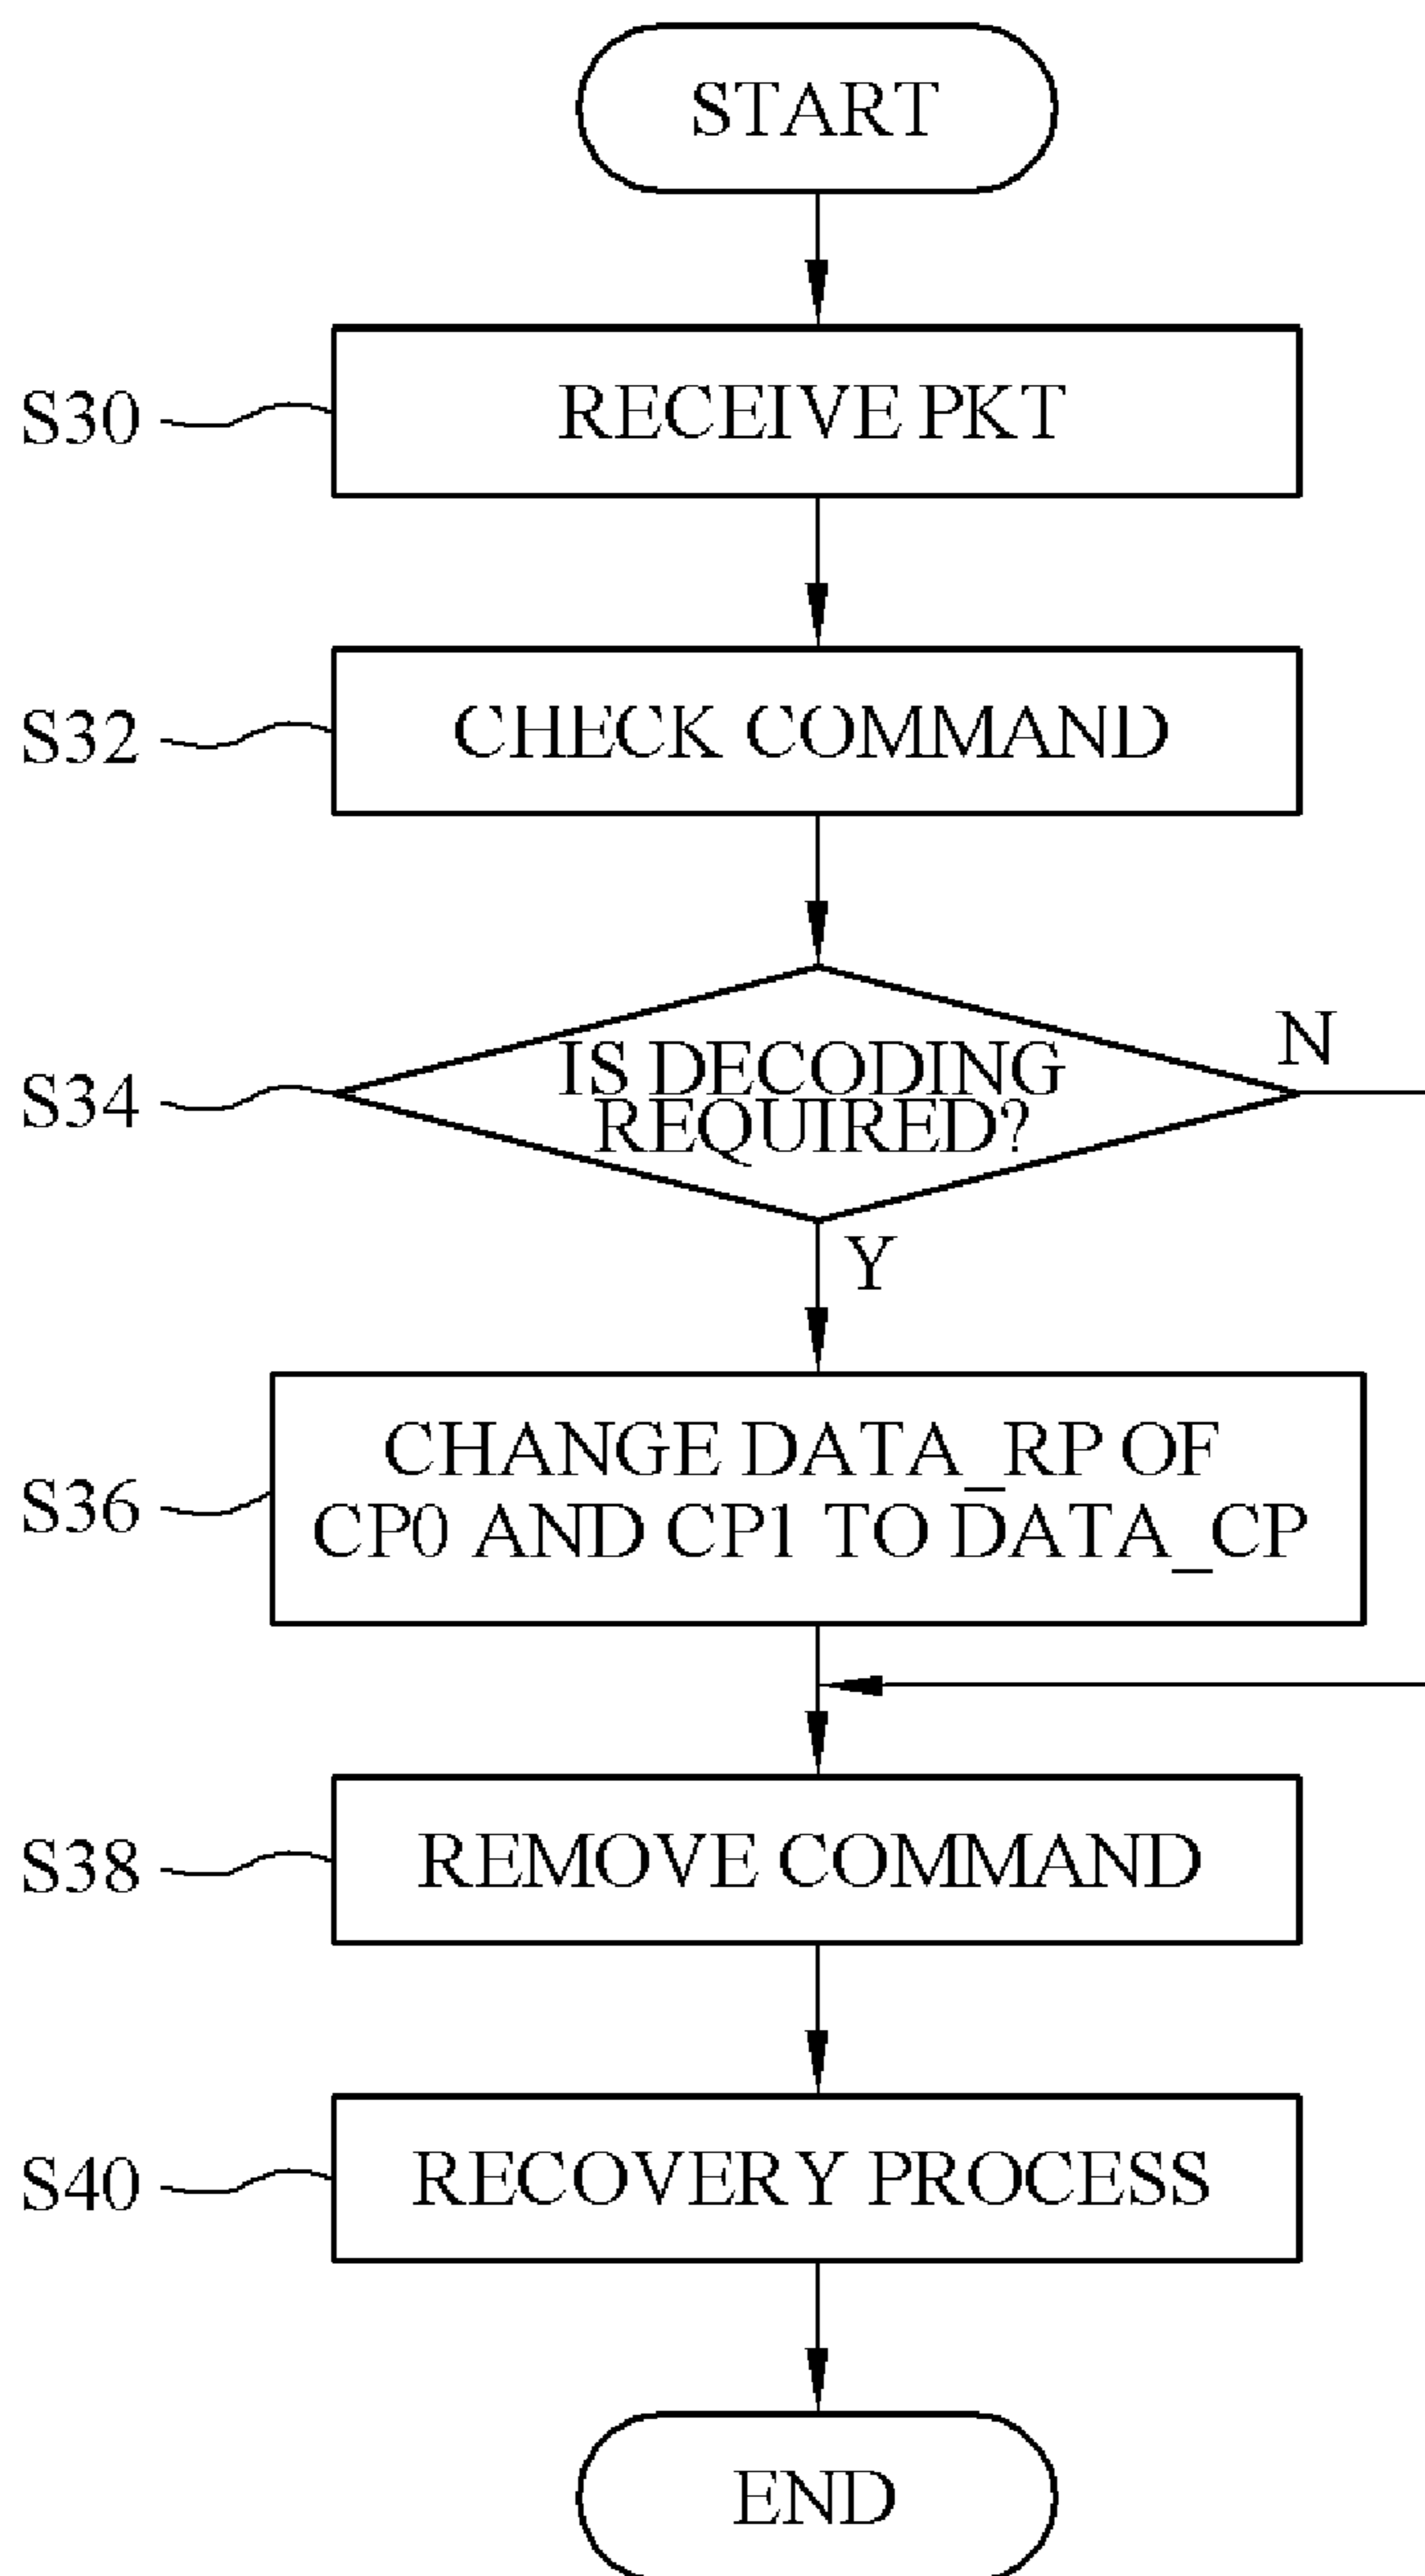 START
S30
RECEIVE PKT
S32
CHECK COMMAND
S34
IS DECODING
REQUIRED?
N
Y
S36
CHANGE DATA_RP OF
CP0 AND CP1 TO DATA_CP
S38
REMOVE COMMAND
S40
RECOVERY PROCESS
END